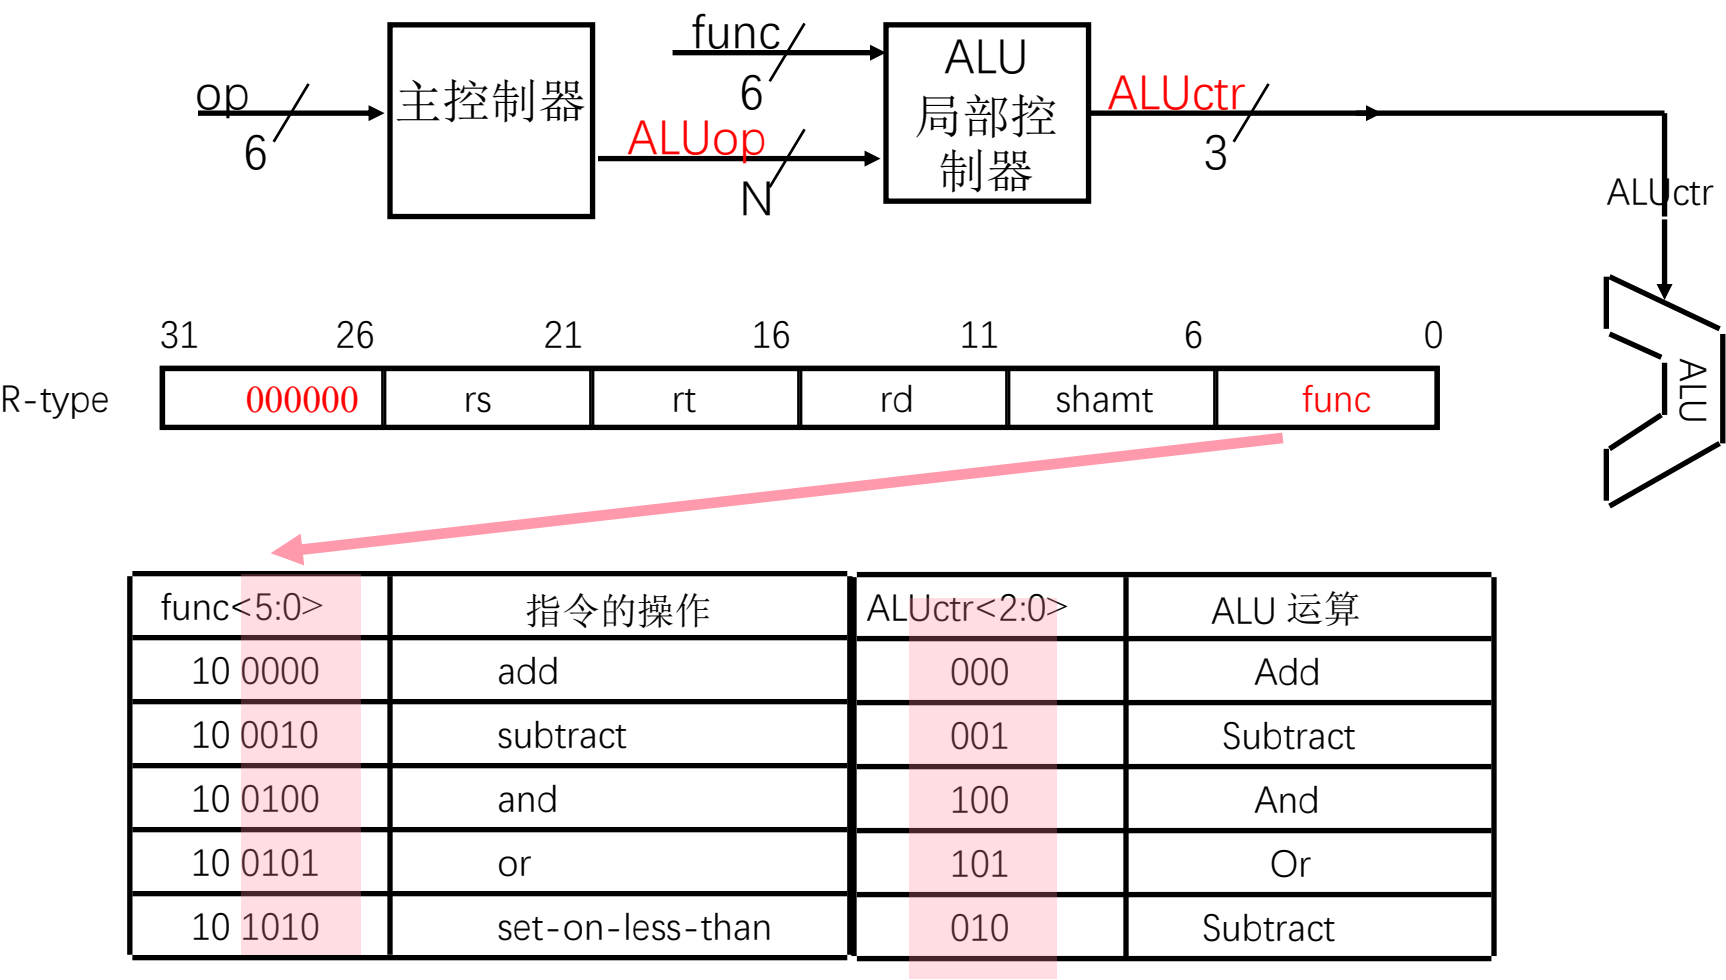 func
ALU
局部控
制器
op
6
主控制器
6
ALUctr
3
ALUop
N
ALUctr
31 26 21 16 11 6 0
R-type 000000 rs rt rd shamt func
ALU
func<5:0> 指令的操作 ALUctr<2:0> ALU 运算
10 0000 add 000 Add
10 0010 subtract 001 Subtract
10 0100 and 100 And
10 0101 or 101 Or
10 1010 set-on-less-than 010 Subtract